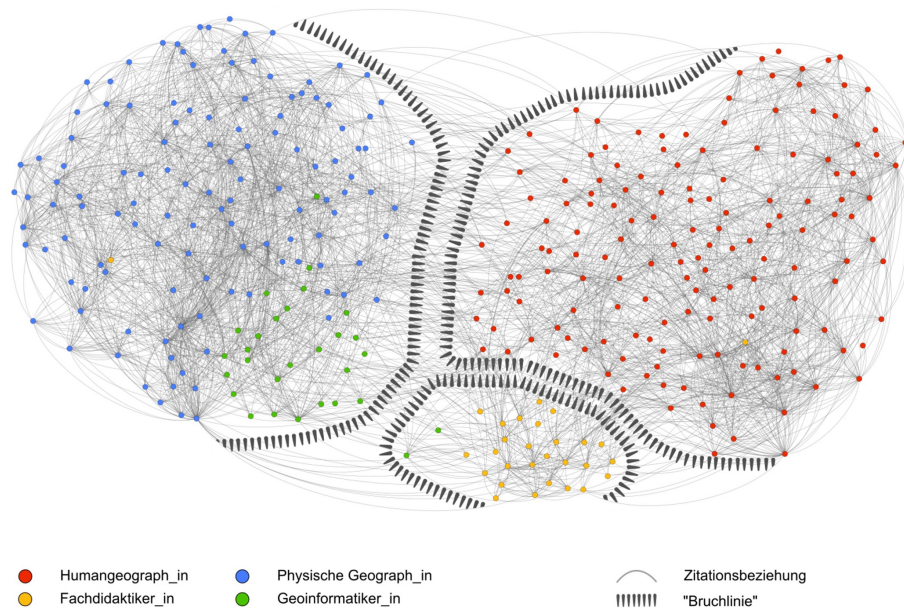 Humangeograph_in
Physische Geograph_in
Zitationsbeziehung
Fachdidaktiker_in
Geoinformatiker_in
"Bruchlinie"